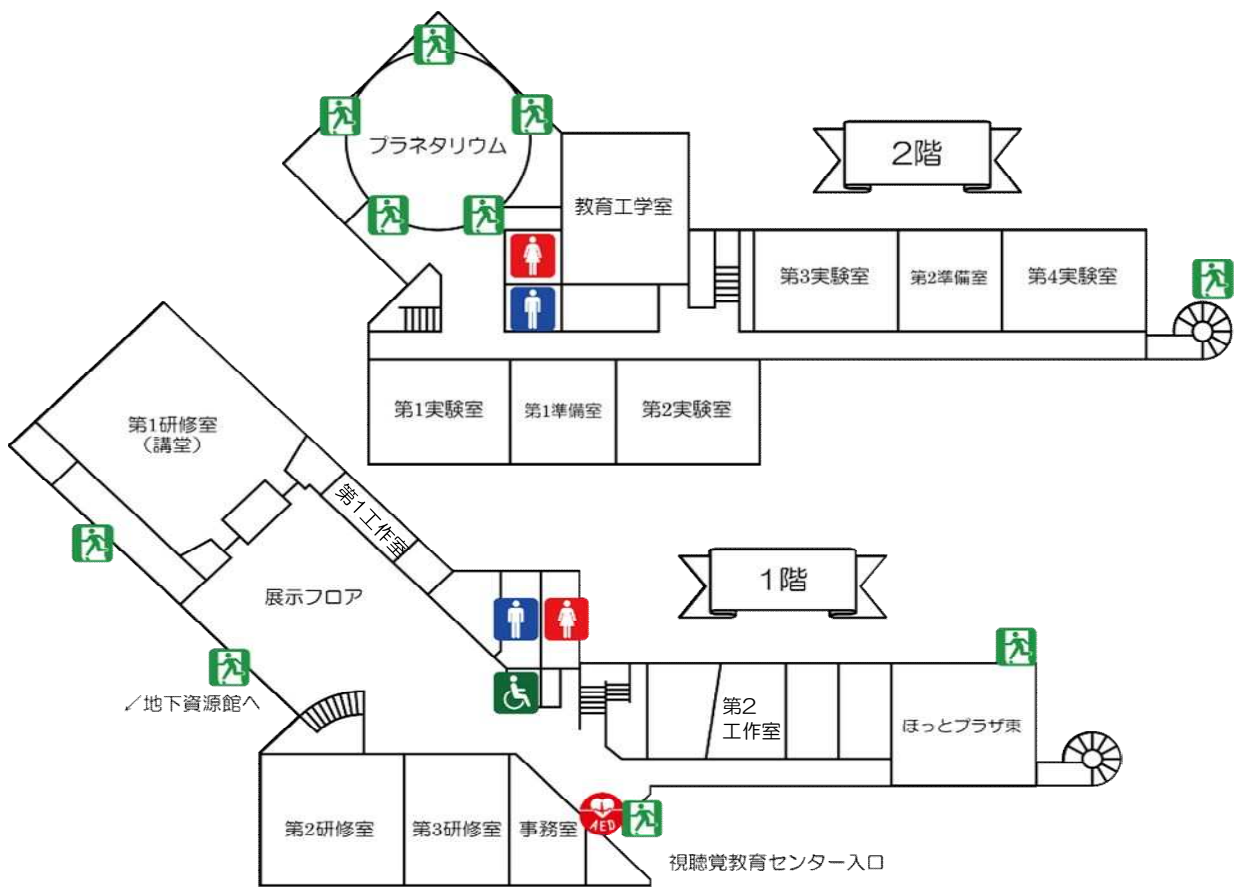 プラネタリウム
2階
教育工学室
第3実験室
第2準備室
第4実験室
第1実験室
第1準備室
第2実験室
第1研修室
（講堂）
第1工作室
1階
展示フロア
↙地下資源館へ
第2
工作室
ほっとプラザ東
第2研修室
第3研修室
事務室
AED
視聴覚教育センター入口